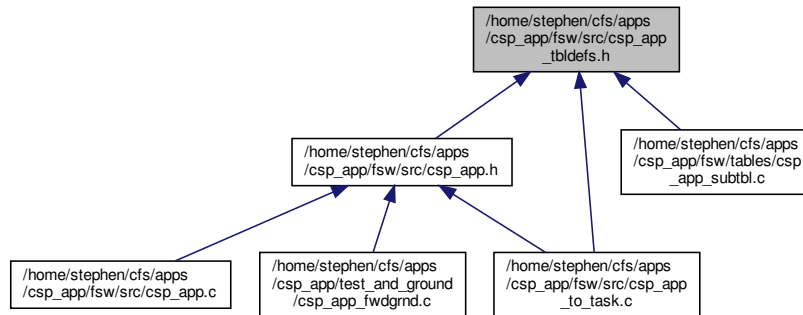 /home/stephen/cfs/apps
/csp_app/fsw/src/csp_app
_tbldefs.h
/home/stephen/cfs/apps
/csp_app/fsw/src/csp_app.h
/home/stephen/cfs/apps
/csp_app/fsw/tables/csp
_app_subtbl.c
/home/stephen/cfs/apps
/csp_app/fsw/src/csp_app.c
/home/stephen/cfs/apps
/csp_app/test_and_ground
/csp_app_fwdgrnd.c
/home/stephen/cfs/apps
/csp_app/fsw/src/csp_app
_to_task.c